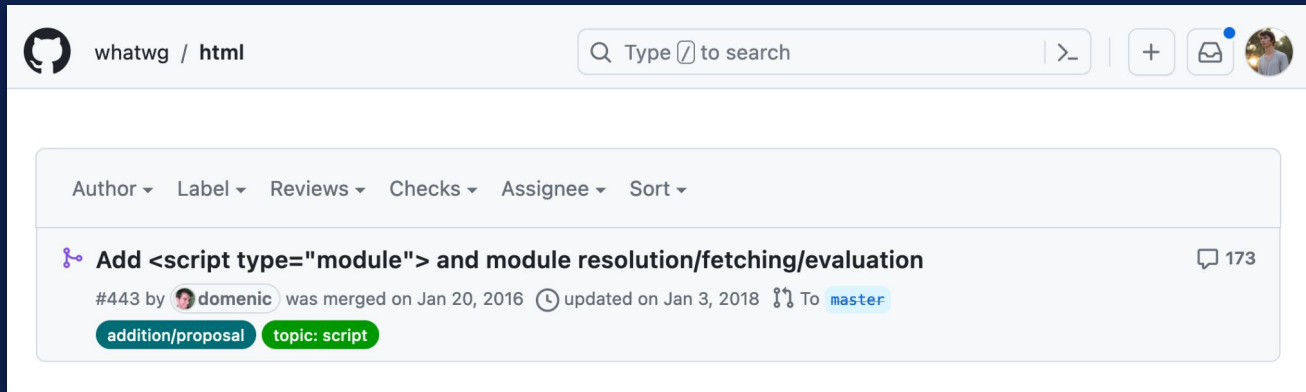 whatwg / html
Type / to search
Author Label Reviews Checks Assignee Sort
Add <script type="module"> and module resolution/fetching/evaluation
173
#443 by domenic was merged on Jan 20, 2016 updated on Jan 3, 2018 To master
addition/proposal topic: script